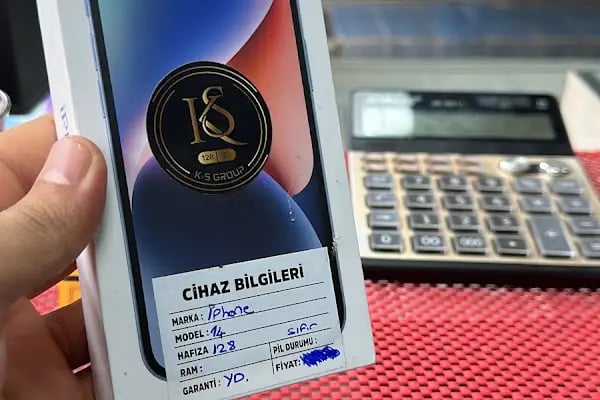 KS
128
K-S GROUP
CİHAZ BİLGİLERİ
MARKA : iphone
MODEL : 14
HAFIZA 128 sıfır
RAM : PİL DURUMU :
GARANTİ : YD. FİYAT :